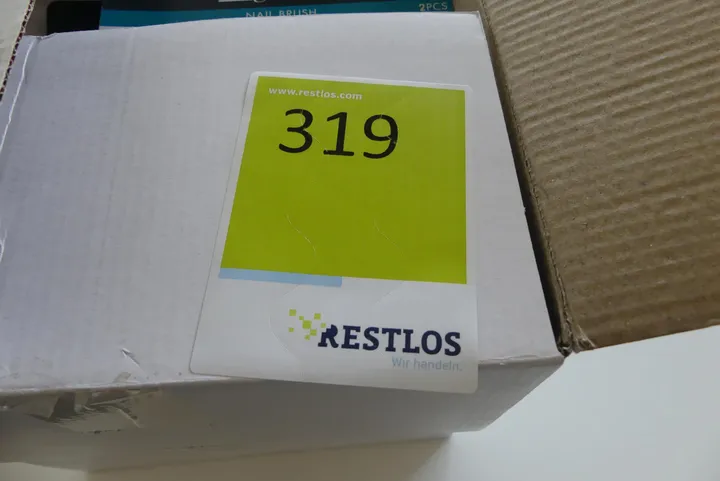 NAIL BRUSH
2PCS
www.restlos.com
319
RESTLOS
Wir handeln.